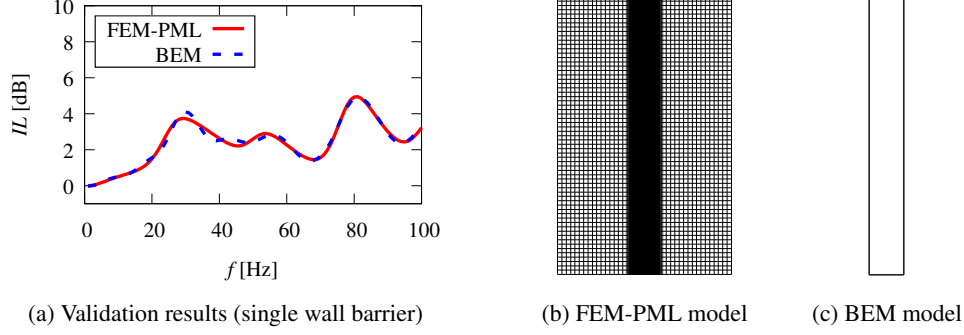 10
8
6
4
2
0
IL [dB]
FEM-PML
BEM
0 20 40 60 80 100
f [Hz]
(a) Validation results (single wall barrier)
(b) FEM-PML model
(c) BEM model